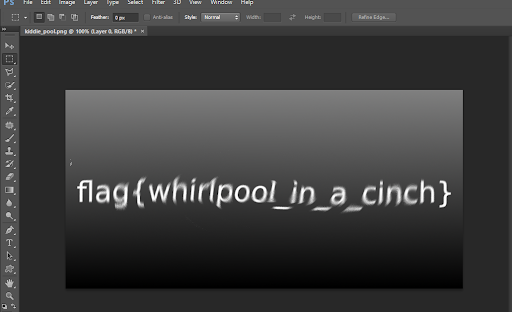 Ps File Edit Image Layer Type Select Filter 3D View Window Help
Feather: 0 px Anti-alias Style: Normal Width: Height: Refine Edge...
kiddie_pool.png @ 100% (Layer 0, RGB/8) * ×
flag{whirlpool_in_a_cinch}